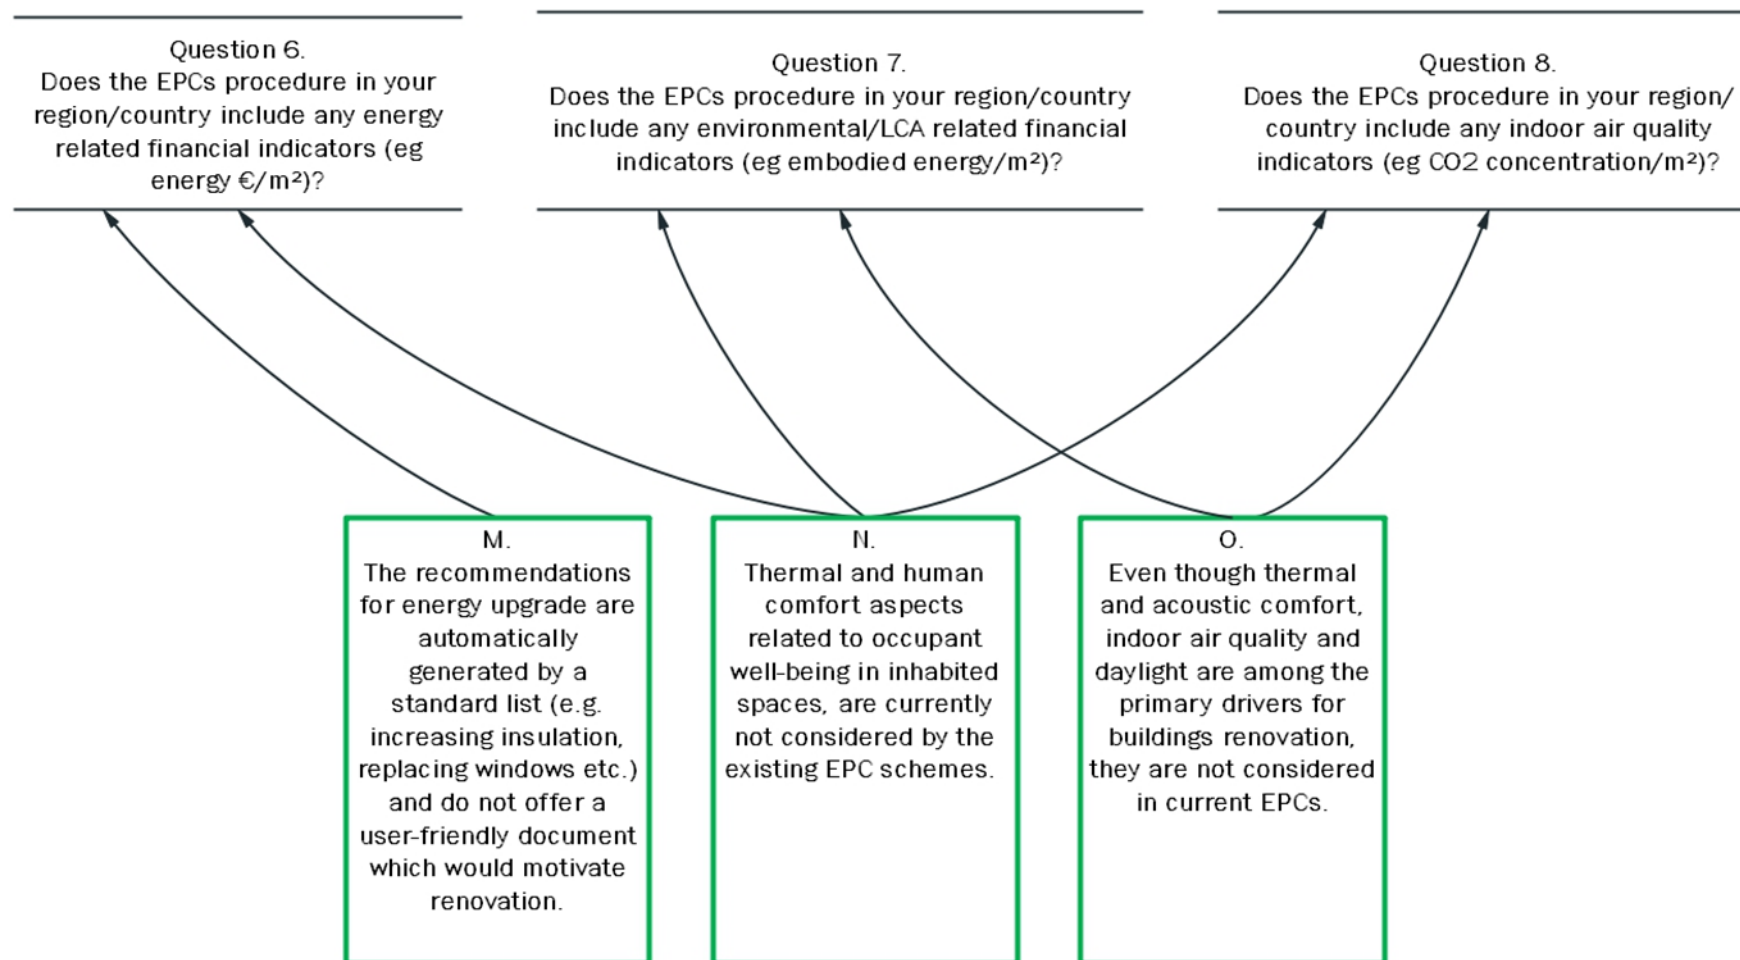 Question 6.
Does the EPCs procedure in your
region/country include any energy
related financial indicators (eg
energy €/m²)?
Question 7.
Does the EPCs procedure in your region/country
include any environmental/LCA related financial
indicators (eg embodied energy/m²)?
Question 8.
Does the EPCs procedure in your region/
country include any indoor air quality
indicators (eg CO2 concentration/m²)?
M.
The recommendations
for energy upgrade are
automatically
generated by a
standard list (e.g.
increasing insulation,
replacing windows etc.)
and do not offer a
user-friendly document
which would motivate
renovation.
N.
Thermal and human
comfort aspects
related to occupant
well-being in inhabited
spaces, are currently
not considered by the
existing EPC schemes.
O.
Even though thermal
and acoustic comfort,
indoor air quality and
daylight are among the
primary drivers for
buildings renovation,
they are not considered
in current EPCs.